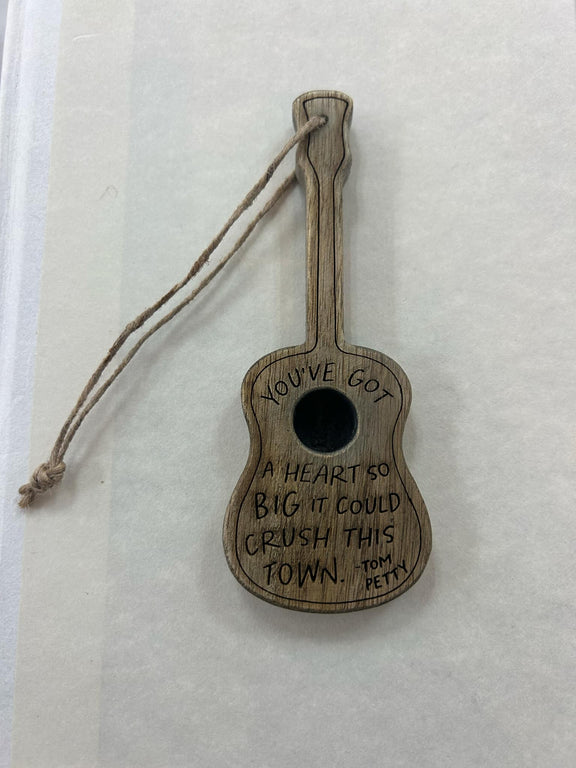 YOU'VE GOT
A HEART SO
BIG IT COULD
CRUSH THIS
TOWN. -TOM
PETTY